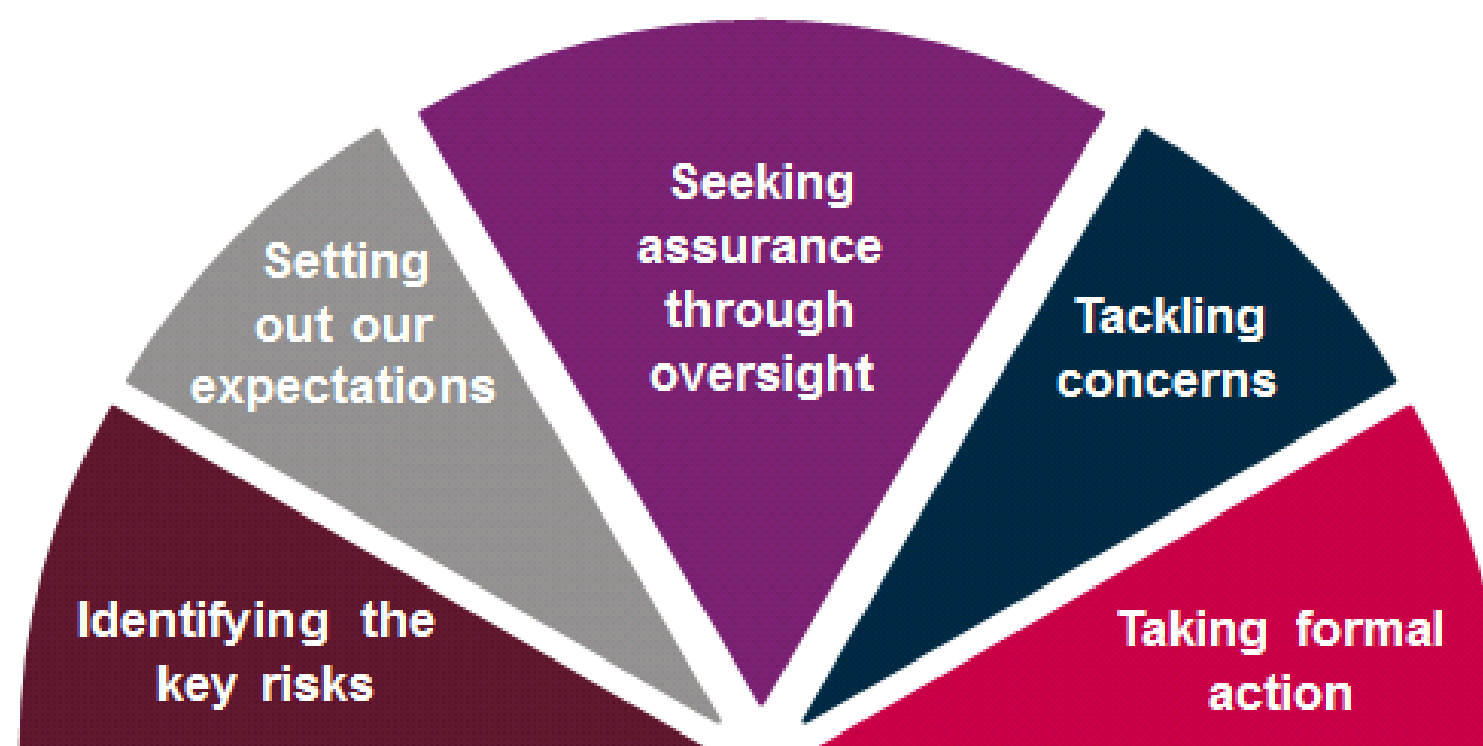 Identifying the
key risks
Setting
out our
expectations
Seeking
assurance
through
oversight
Tackling
concerns
Taking formal
action